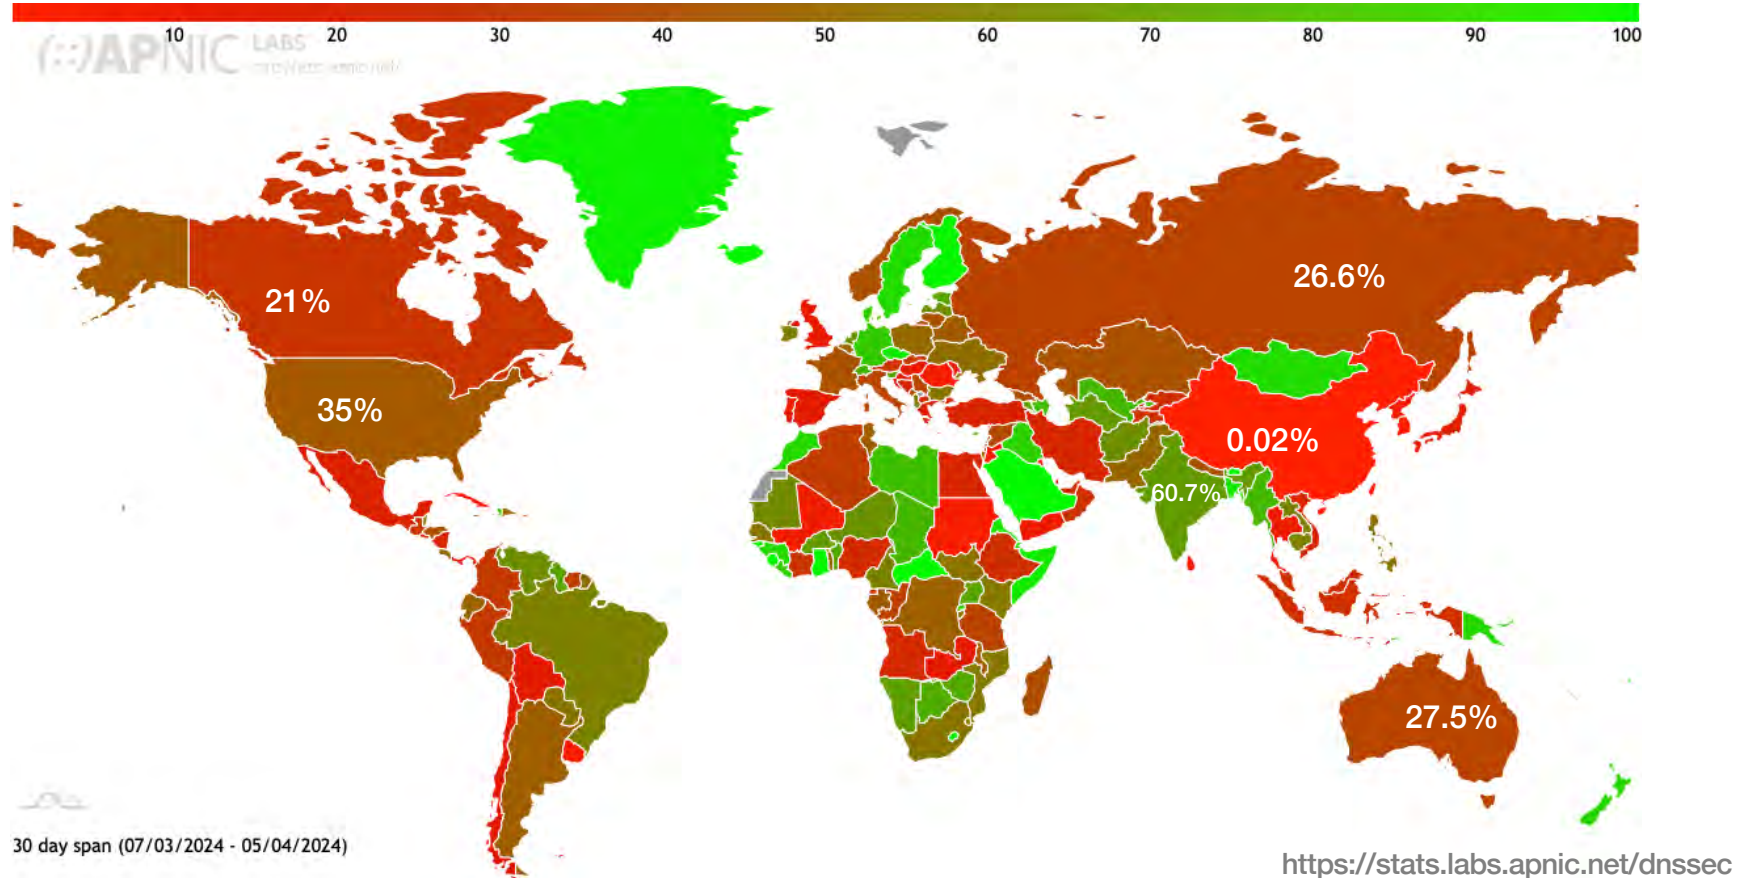 10 20 30 40 50 60 70 80 90 100
(::)APNIC LABS
21%
26.6%
35%
0.02%
60.7%
27.5%
30 day span (07/03/2024 - 05/04/2024)
https://stats.labs.apnic.net/dnssec